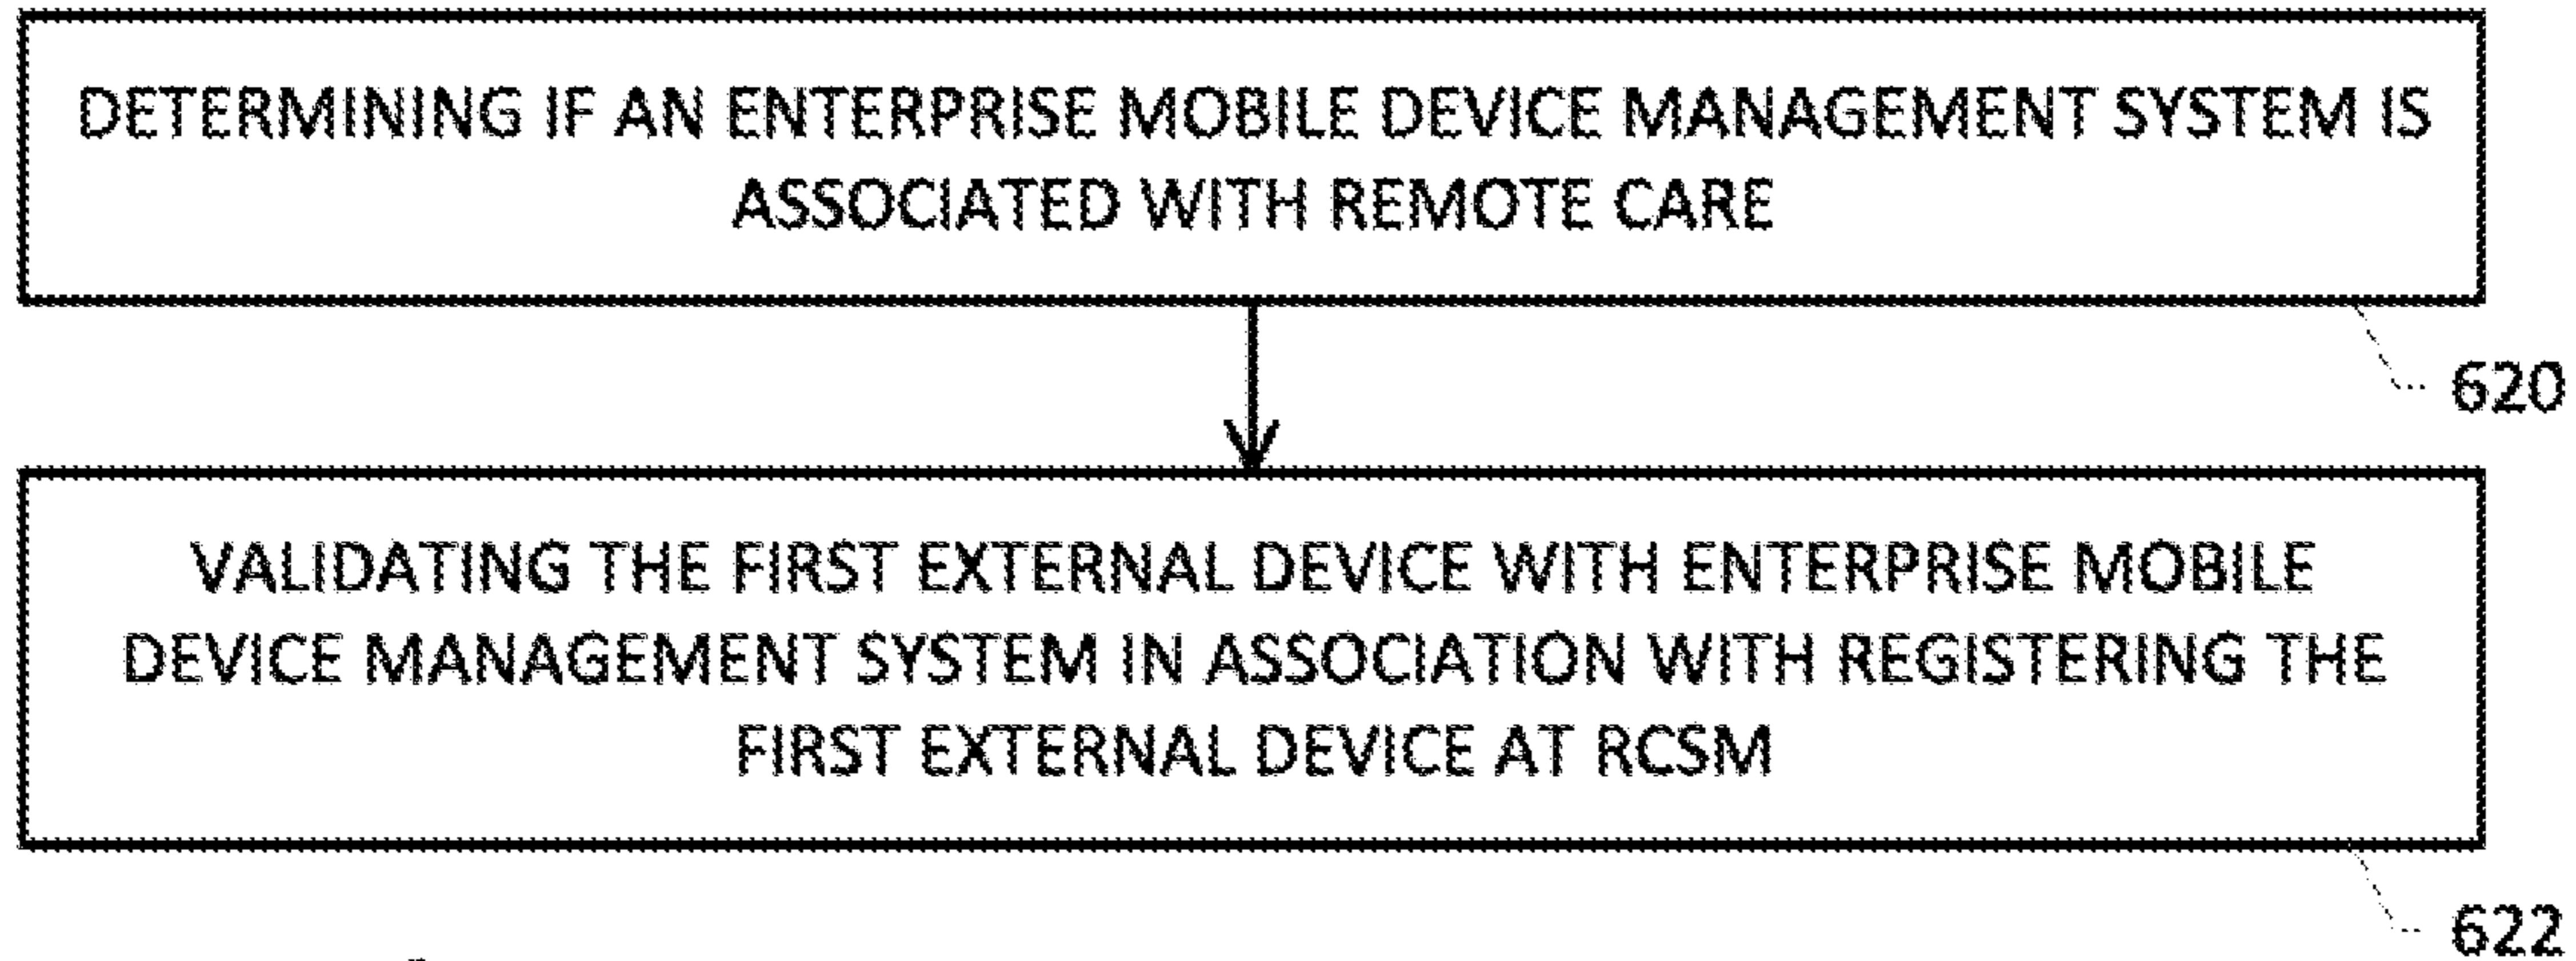 DETERMINING IF AN ENTERPRISE MOBILE DEVICE MANAGEMENT SYSTEM IS
ASSOCIATED WITH REMOTE CARE
620
VALIDATING THE FIRST EXTERNAL DEVICE WITH ENTERPRISE MOBILE
DEVICE MANAGEMENT SYSTEM IN ASSOCIATION WITH REGISTERING THE
FIRST EXTERNAL DEVICE AT RCSM
622